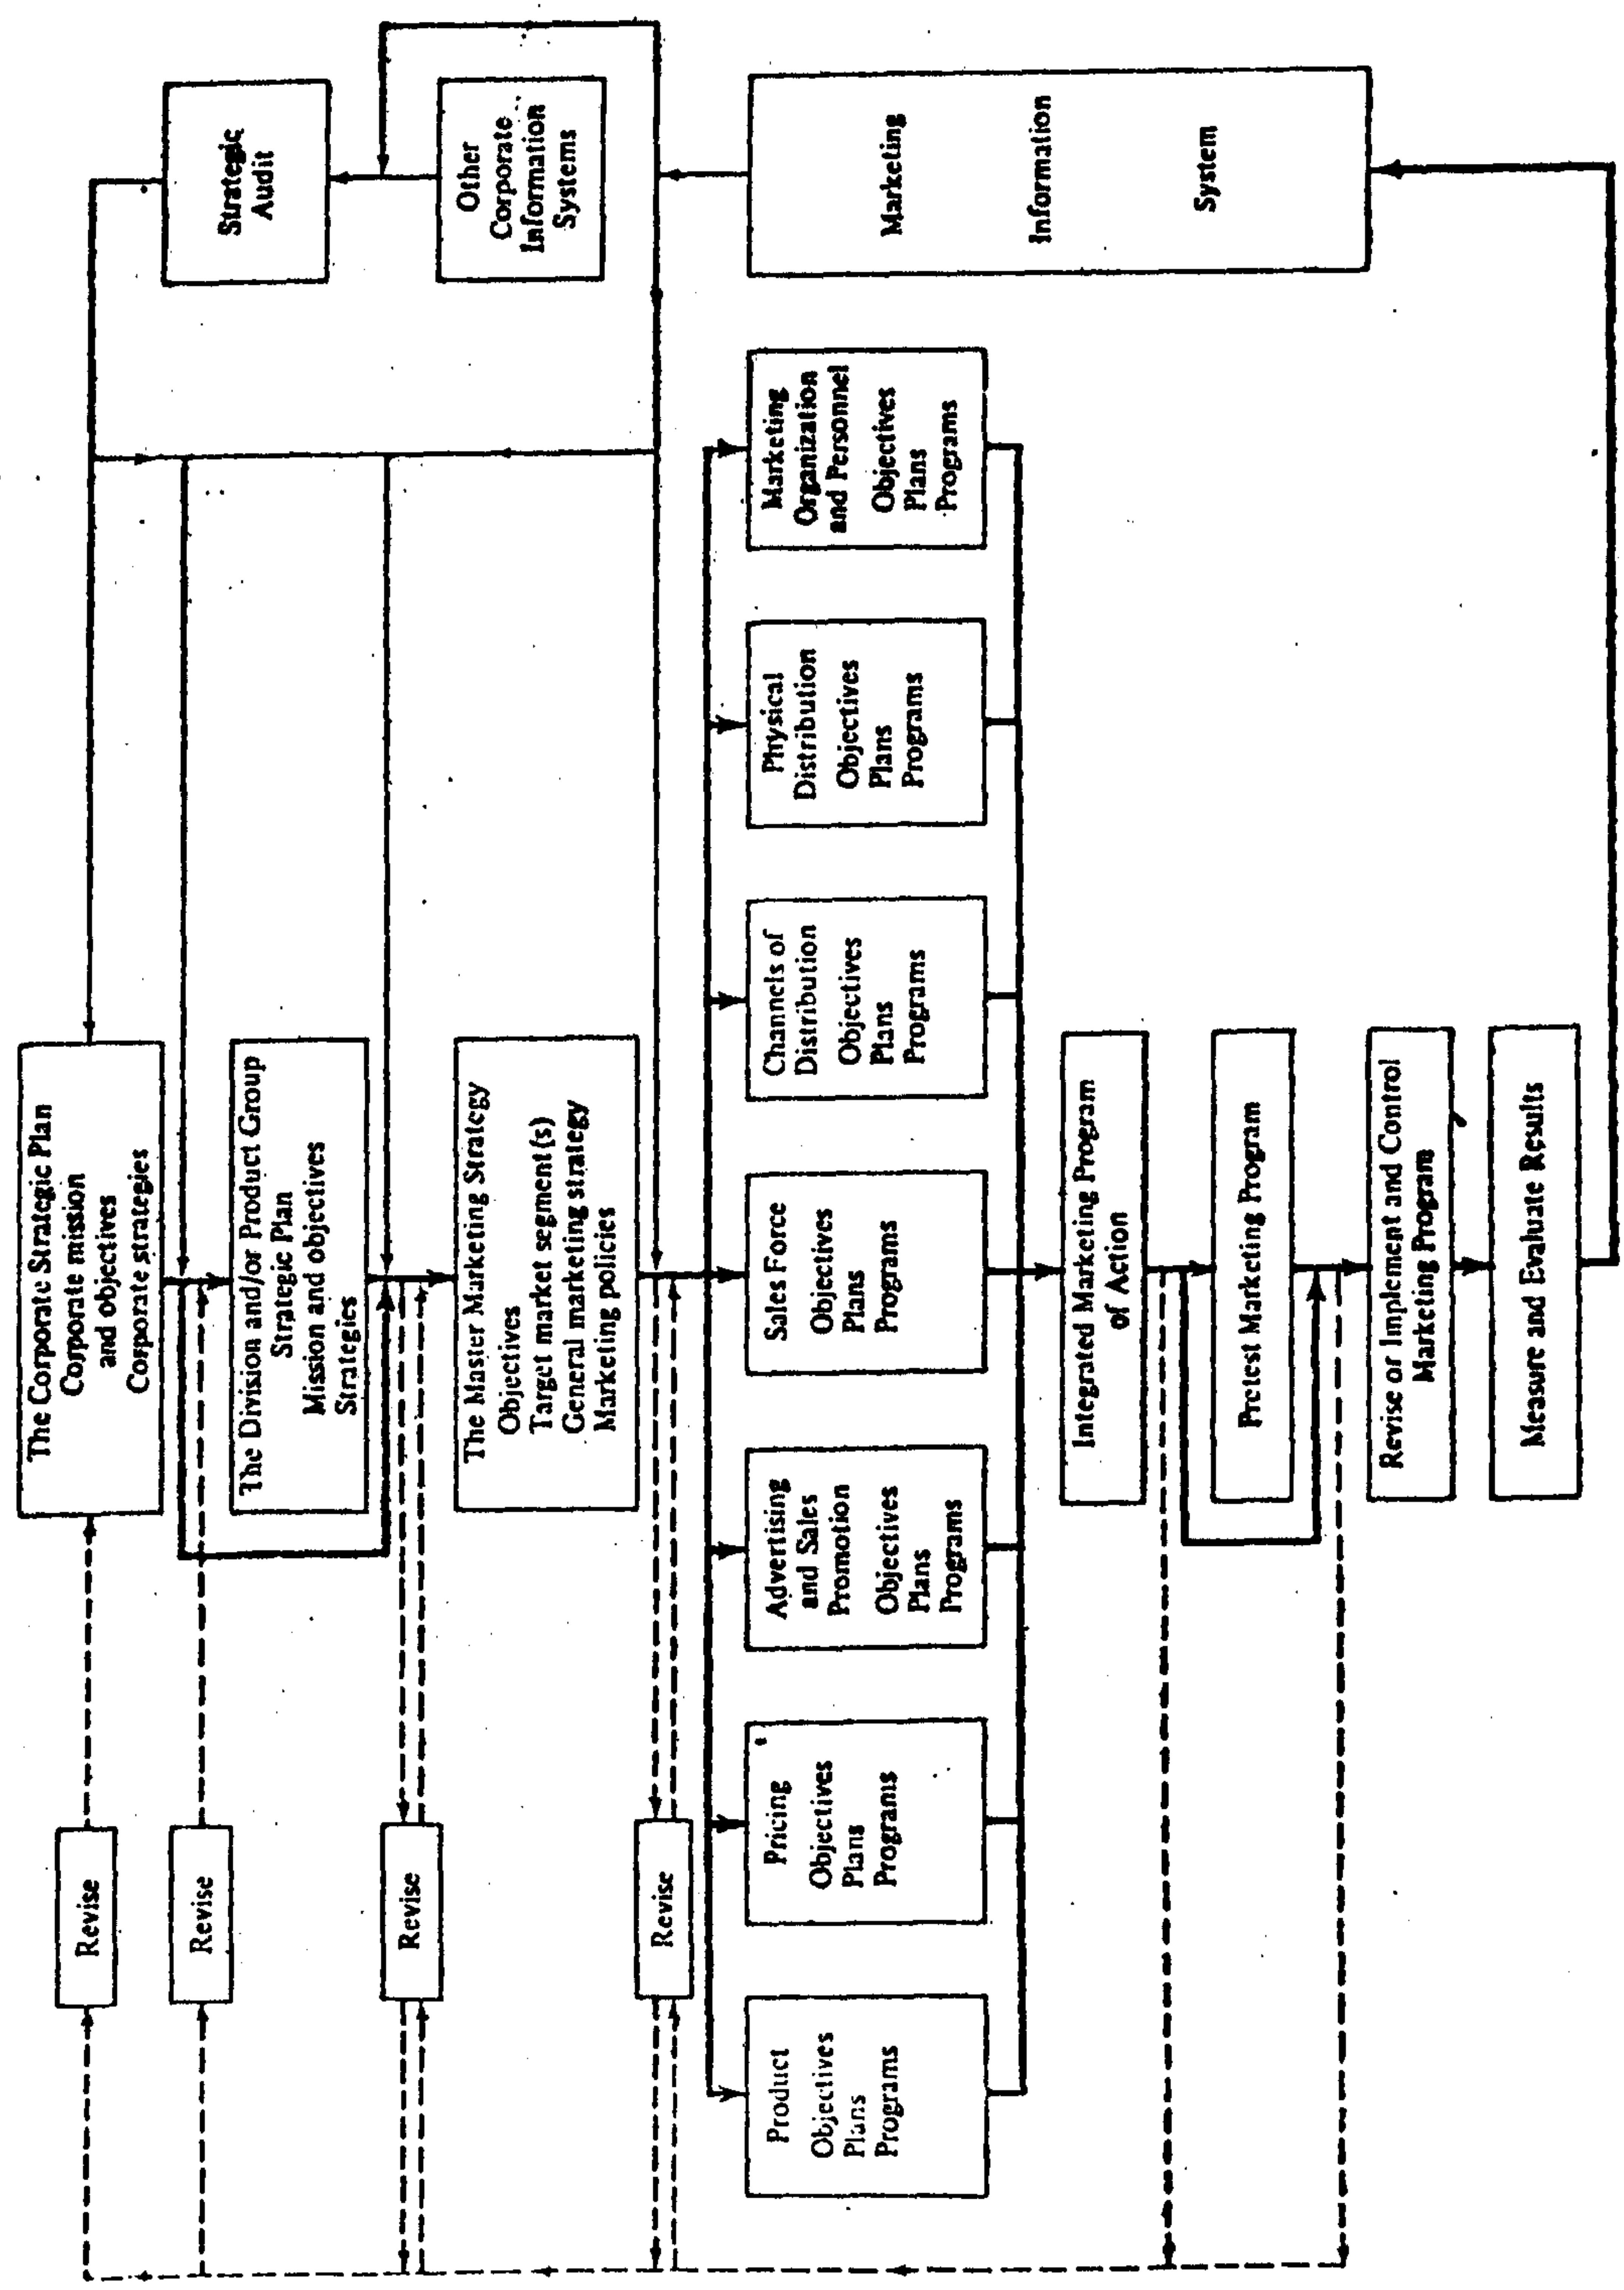 The Corporate Strategic Plan
Corporate mission
and objectives
Corporate strategies
Strategic
Audit
Revise
Revise
The Division and/or Product Group
Strategic Plan
Mission and objectives
Strategies
Other
Corporate
Information
Systems
Revise
The Master Marketing Strategy
Objectives
Target market segment(s)
General marketing strategy
Marketing policies
Revise
Product
Objectives
Plans
Programs
Pricing
Objectives
Plans
Programs
Advertising
and Sales
Promotion
Objectives
Plans
Programs
Sales Force
Objectives
Plans
Programs
Channels of
Distribution
Objectives
Plans
Programs
Physical
Distribution
Objectives
Plans
Programs
Marketing
Organization
and Personnel
Objectives
Plans
Programs
Marketing
Information
System
Integrated Marketing Program
of Action
Pretest Marketing Program
Revise or Implement and Control
Marketing Program
Measure and Evaluate Results